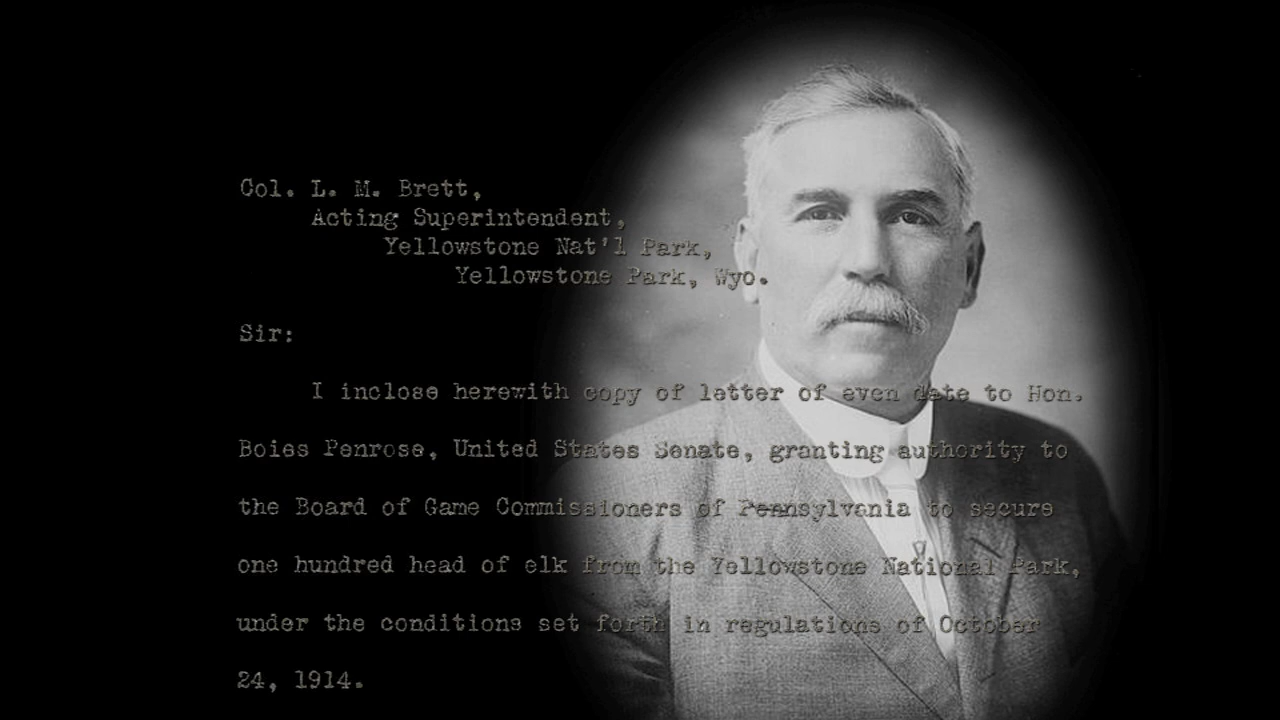 Col. L. M. Brett,
Acting Superintendent,
Yellowstone Nat'l Park,
Yellowstone Park, Wyo.
Sir:
I inclose herewith copy of letter of even date to Hon.
Boies Penrose, United States Senate, granting authority to
the Board of Game Commissioners of Pennsylvania to secure
one hundred head of elk from the Yellowstone National Park,
under the conditions set forth in regulations of October
24, 1914.